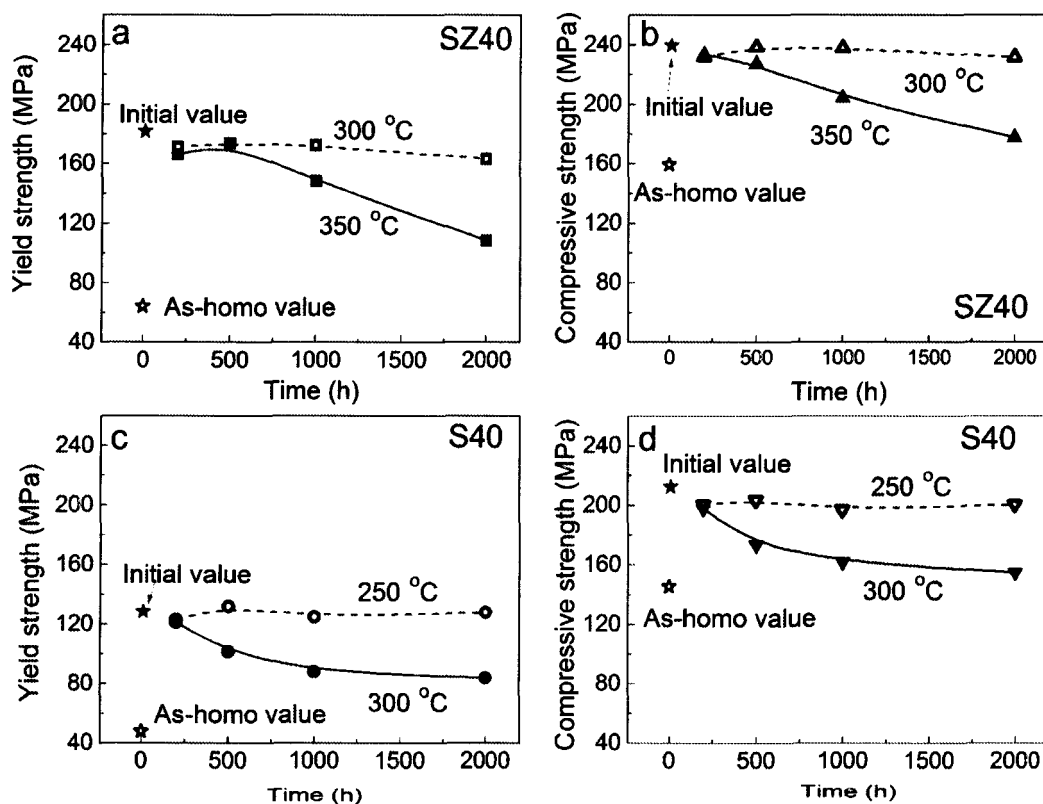 a
SZ40
Yield strength (MPa)
240
200
160
120
80
40
Initial value
300 °C
350 °C
As-homo value
0
500
1000
1500
2000
Time (h)
b
Compressive strength (MPa)
240
200
160
120
80
40
300 °C
Initial value
350 °C
As-homo value
SZ40
0
500
1000
1500
2000
Time (h)
c
S40
Yield strength (MPa)
240
200
160
120
80
40
Initial value
250 °C
300 °C
As-homo value
0
500
1000
1500
2000
Time (h)
d
S40
Compressive strength (MPa)
240
200
160
120
80
40
Initial value
250 °C
As-homo value
300 °C
0
500
1000
1500
2000
Time (h)